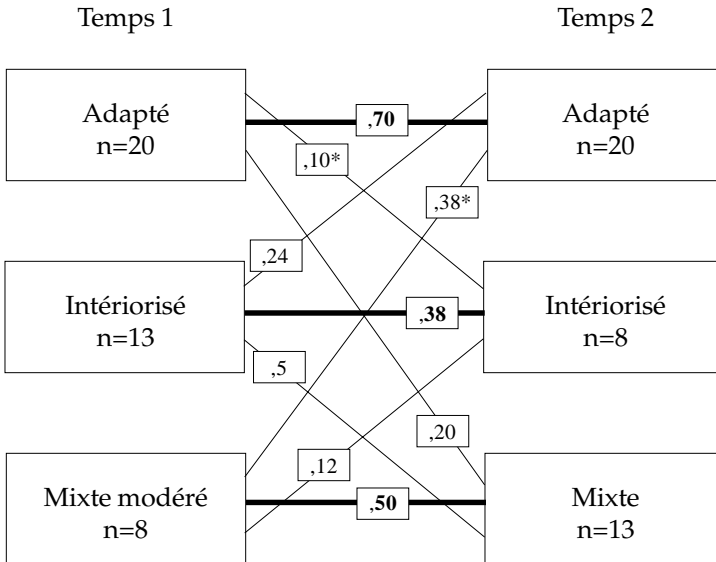 Temps 1
Temps 2
Adapté
n=20
,70
Adapté
n=20
,10*
,38*
,24
Intériorisé
n=13
,38
Intériorisé
n=8
,5
,20
,12
Mixte modéré
n=8
,50
Mixte
n=13